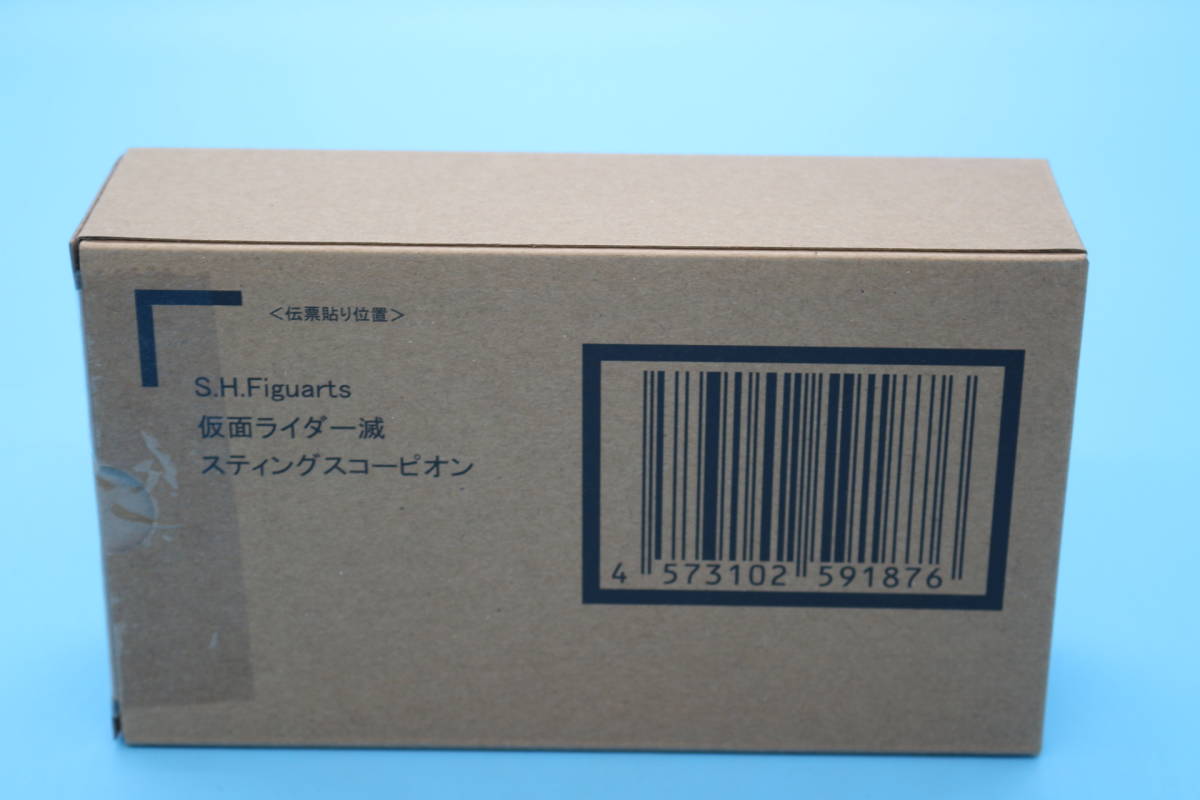 <伝票貼り位置>
S.H.Figuarts
仮面ライダー滅
スティングスコーピオン
4 573102 591876